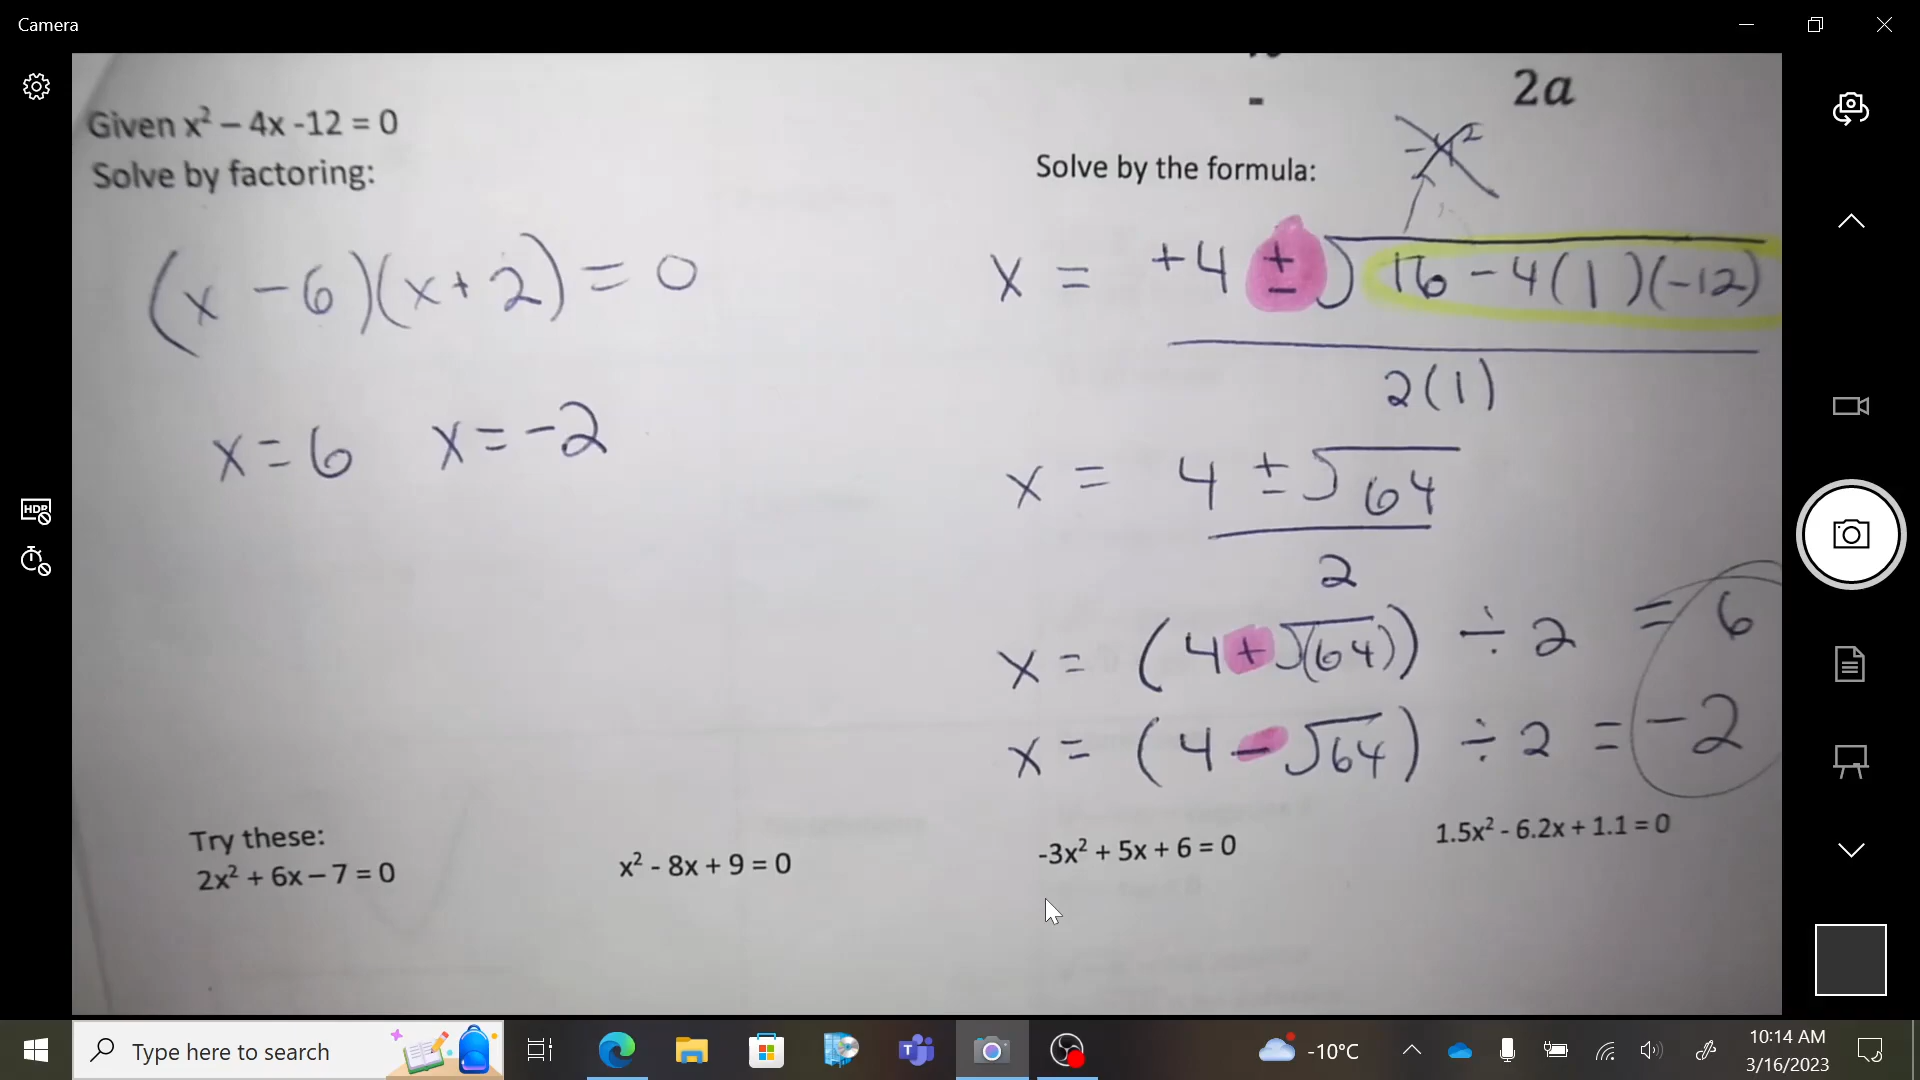 Camera
2a
Given x² – 4x -12 = 0
Solve by factoring:
Solve by the formula:
-x²
(x - 6)(x + 2) = 0
x = 6 x = -2
x = +4 ± √16 - 4(1)(-12)
2(1)
x = 4 ± √64
2
x = (4 + √(64)) ÷ 2 = 6
x = (4 - √64) ÷ 2 = -2
Try these:
2x² + 6x – 7 = 0
x² - 8x + 9 = 0
-3x² + 5x + 6 = 0
1.5x² - 6.2x + 1.1 = 0
HDR
Type here to search
-10°C
10:14 AM
3/16/2023